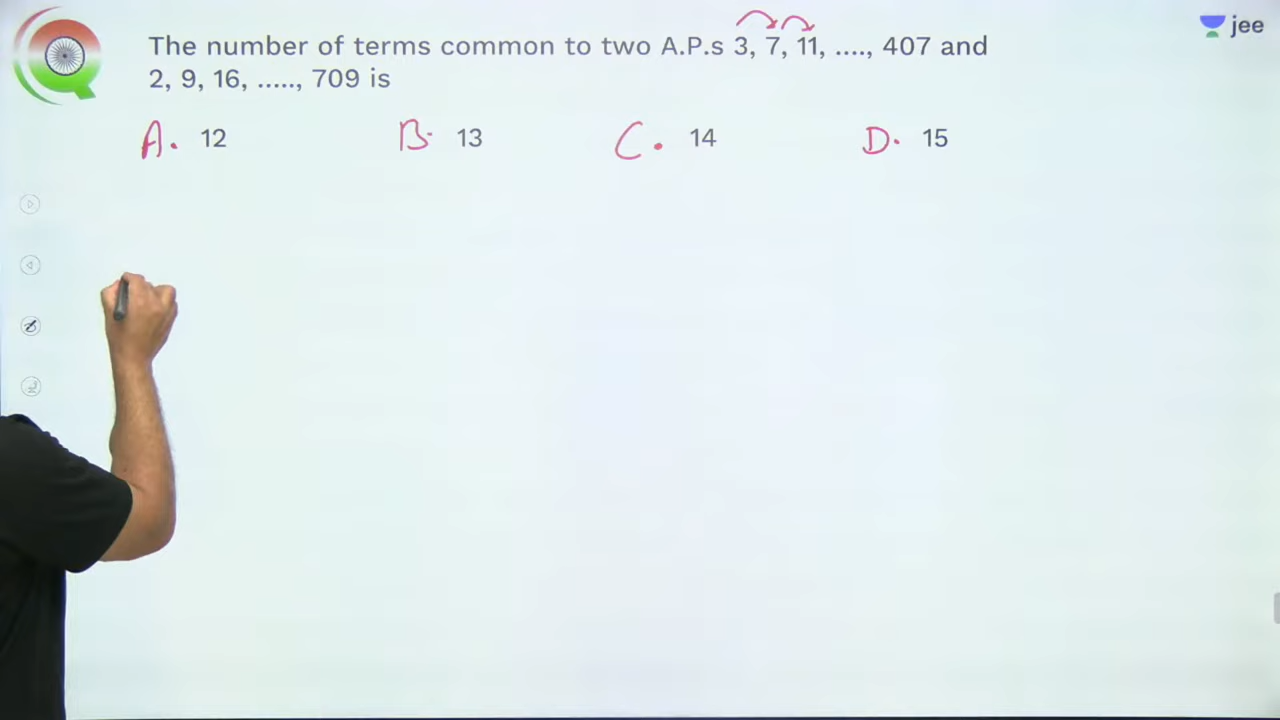 jee
The number of terms common to two A.P.s 3, 7, 11, ...., 407 and
2, 9, 16, ....., 709 is
A. 12 B. 13 C. 14 D. 15